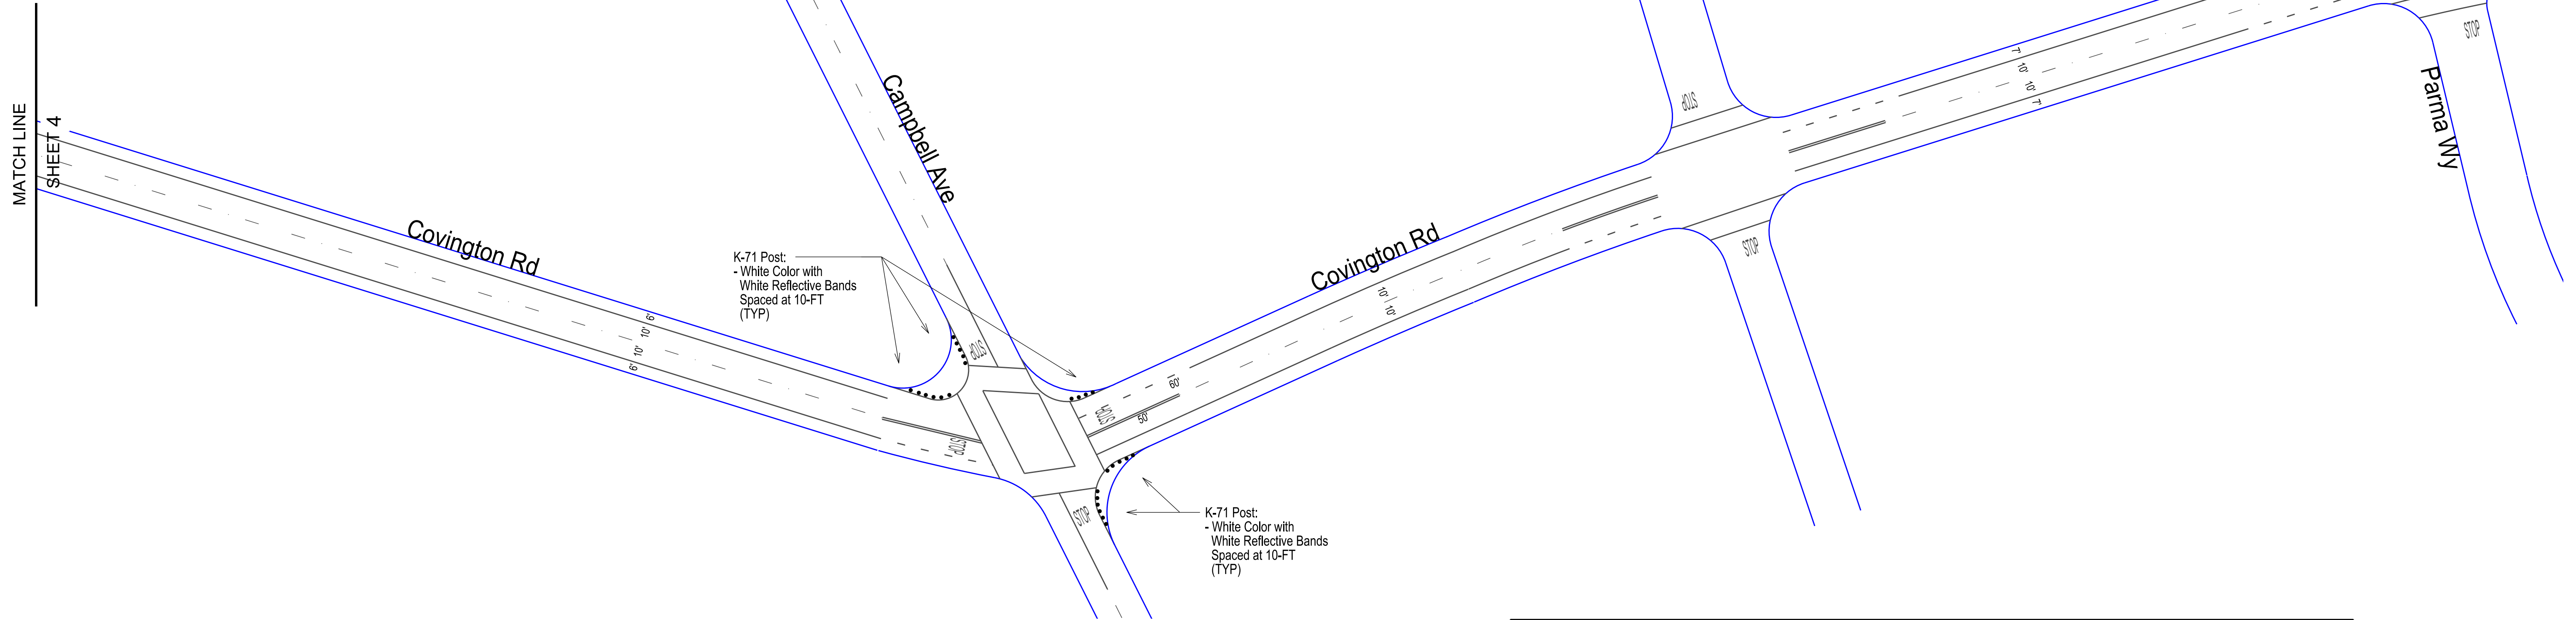 MATCH LINE
SHEET 4
Covington Rd
6'
10'
10'
6'
Campbell Ave
K-71 Post:
- White Color with
White Reflective Bands
Spaced at 10-FT
(TYP)
STOP
STOP
STOP
STOP
60'
50'
K-71 Post:
- White Color with
White Reflective Bands
Spaced at 10-FT
(TYP)
Covington Rd
10'
10'
STOP
STOP
7'
10'
10'
7'
Parma Wy
STOP